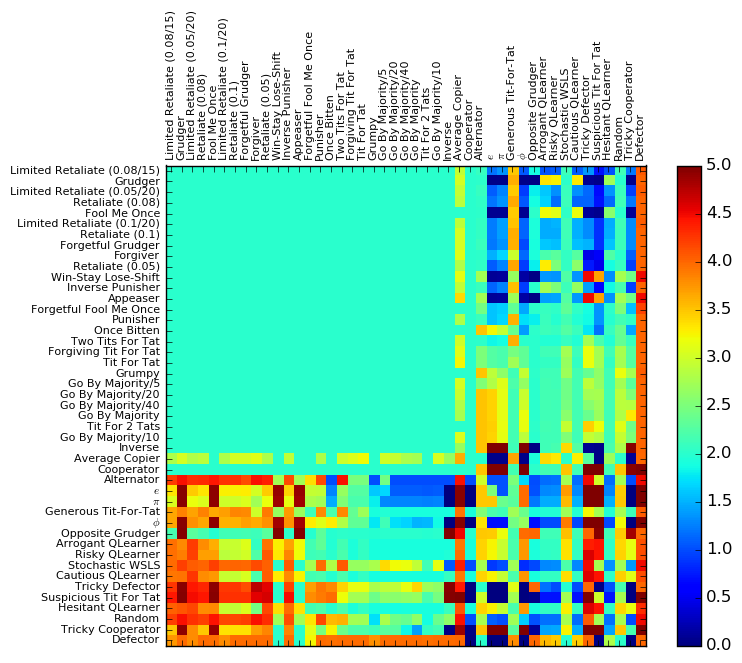 Limited Retaliate (0.08/15)
Grudger
Limited Retaliate (0.05/20)
Retaliate (0.08)
Fool Me Once
Limited Retaliate (0.1/20)
Retaliate (0.1)
Forgetful Grudger
Forgiver
Retaliate (0.05)
Win-Stay Lose-Shift
Inverse Punisher
Appeaser
Forgetful Fool Me Once
Punisher
Once Bitten
Two Tits For Tat
Forgiving Tit For Tat
Tit For Tat
Grumpy
Go By Majority/5
Go By Majority/20
Go By Majority/40
Go By Majority
Tit For 2 Tats
Go By Majority/10
Inverse
Average Copier
Cooperator
Alternator
ϵ
π
Generous Tit-For-Tat
ϕ
Opposite Grudger
Arrogant QLearner
Risky QLearner
Stochastic WSLS
Cautious QLearner
Tricky Defector
Suspicious Tit For Tat
Hesitant QLearner
Random
Tricky Cooperator
Defector
Limited Retaliate (0.08/15)
Grudger
Limited Retaliate (0.05/20)
Retaliate (0.08)
Fool Me Once
Limited Retaliate (0.1/20)
Retaliate (0.1)
Forgetful Grudger
Forgiver
Retaliate (0.05)
Win-Stay Lose-Shift
Inverse Punisher
Appeaser
Forgetful Fool Me Once
Punisher
Once Bitten
Two Tits For Tat
Forgiving Tit For Tat
Tit For Tat
Grumpy
Go By Majority/5
Go By Majority/20
Go By Majority/40
Go By Majority
Tit For 2 Tats
Go By Majority/10
Inverse
Average Copier
Cooperator
Alternator
ϵ
π
Generous Tit-For-Tat
ϕ
Opposite Grudger
Arrogant QLearner
Risky QLearner
Stochastic WSLS
Cautious QLearner
Tricky Defector
Suspicious Tit For Tat
Hesitant QLearner
Random
Tricky Cooperator
Defector
5.0
4.5
4.0
3.5
3.0
2.5
2.0
1.5
1.0
0.5
0.0